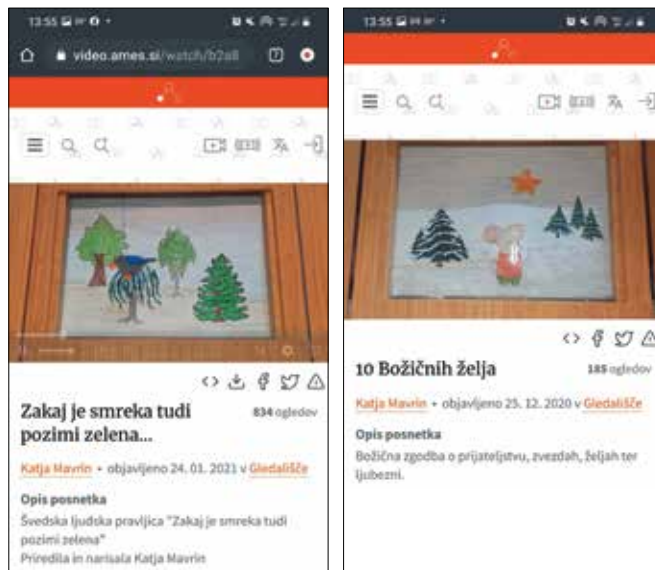 13:55
video.arnes.si/watch/b2a8
Zakaj je smreka tudi
pozimi zelena...
834 ogledov
Katja Mavrin • objavljeno 24. 01. 2021 v Gledališče
Opis posnetka
Švedska ljudska pravljica "Zakaj je smreka tudi
pozimi zelena"
Priredila in narisala Katja Mavrin
13:55
10 Božičnih želja
185 ogledov
Katja Mavrin • objavljeno 25. 12. 2020 v Gledališče
Opis posnetka
Božična zgodba o prijateljstvu, zvezdah, željah ter
ljubezni.